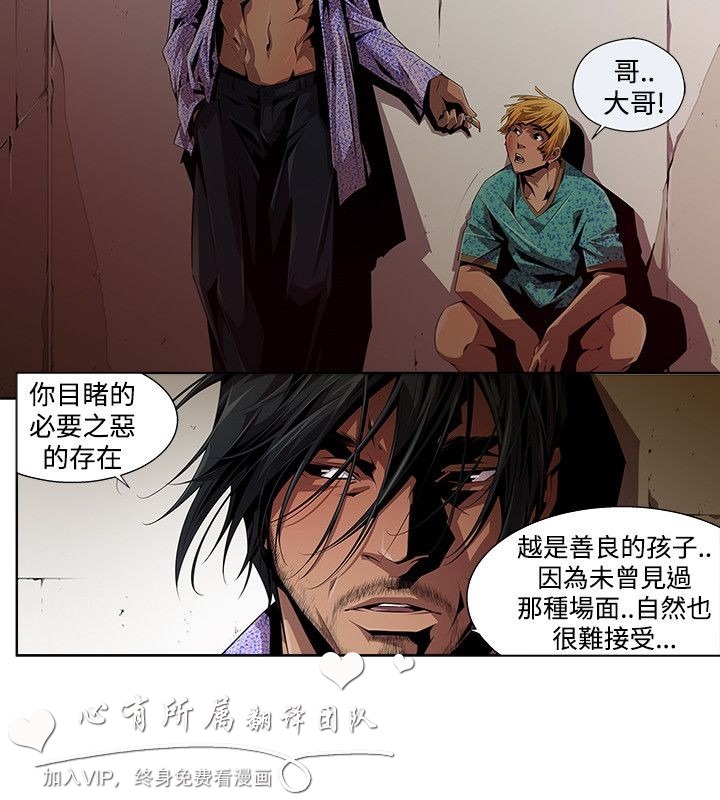 哥..
大哥!
你目睹的
必要之惡
的存在
越是善良的孩子..
因為未曾見過
那種場面..自然也
很難接受...
心有所属翻译团队
加入VIP，终身免费看漫画